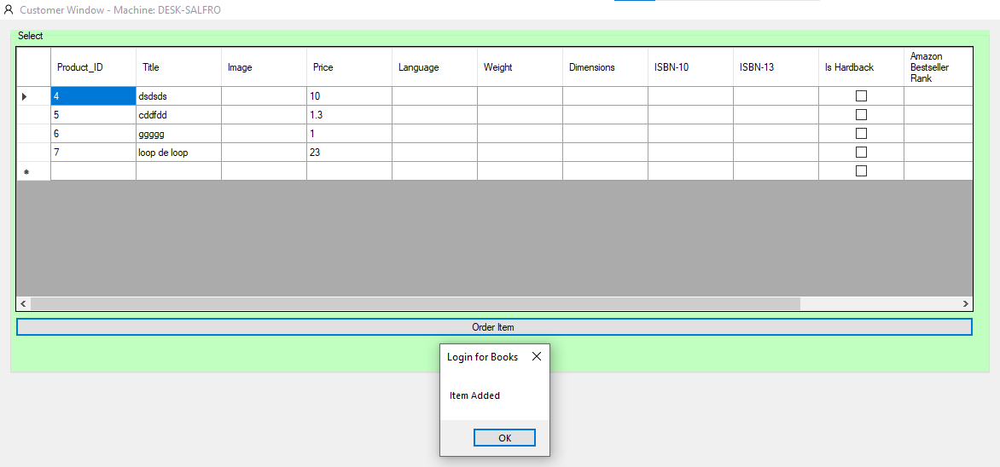 Customer Window - Machine: DESK-SALFRO
Select
Product_ID Title Image Price Language Weight Dimensions ISBN-10 ISBN-13 Is Hardback Amazon Bestseller Rank
4 dsdsds 10
5 cddfdd 1.3
6 ggggg 1
7 loop de loop 23
Order Item
Login for Books
Item Added
OK